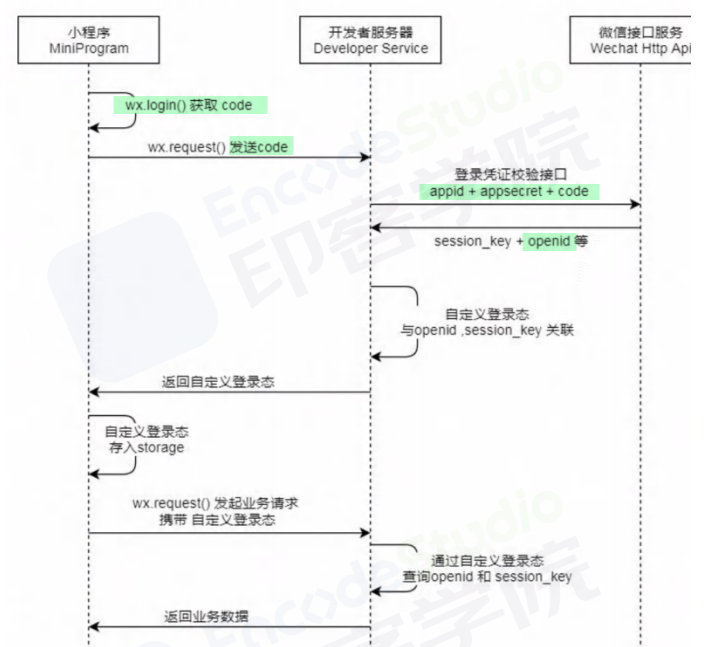 小程序
MiniProgram
开发者服务器
Developer Service
微信接口服务
Wechat Http Api
wx.login() 获取 code
wx.request() 发送code
登录凭证校验接口
appid + appsecret + code
session_key + openid 等
自定义登录态
与openid ,session_key 关联
返回自定义登录态
自定义登录态
存入storage
wx.request() 发起业务请求
携带 自定义登录态
通过自定义登录态
查询openid 和 session_key
返回业务数据
EncodeStudio
印客学院
EncodeStudio
印客学院